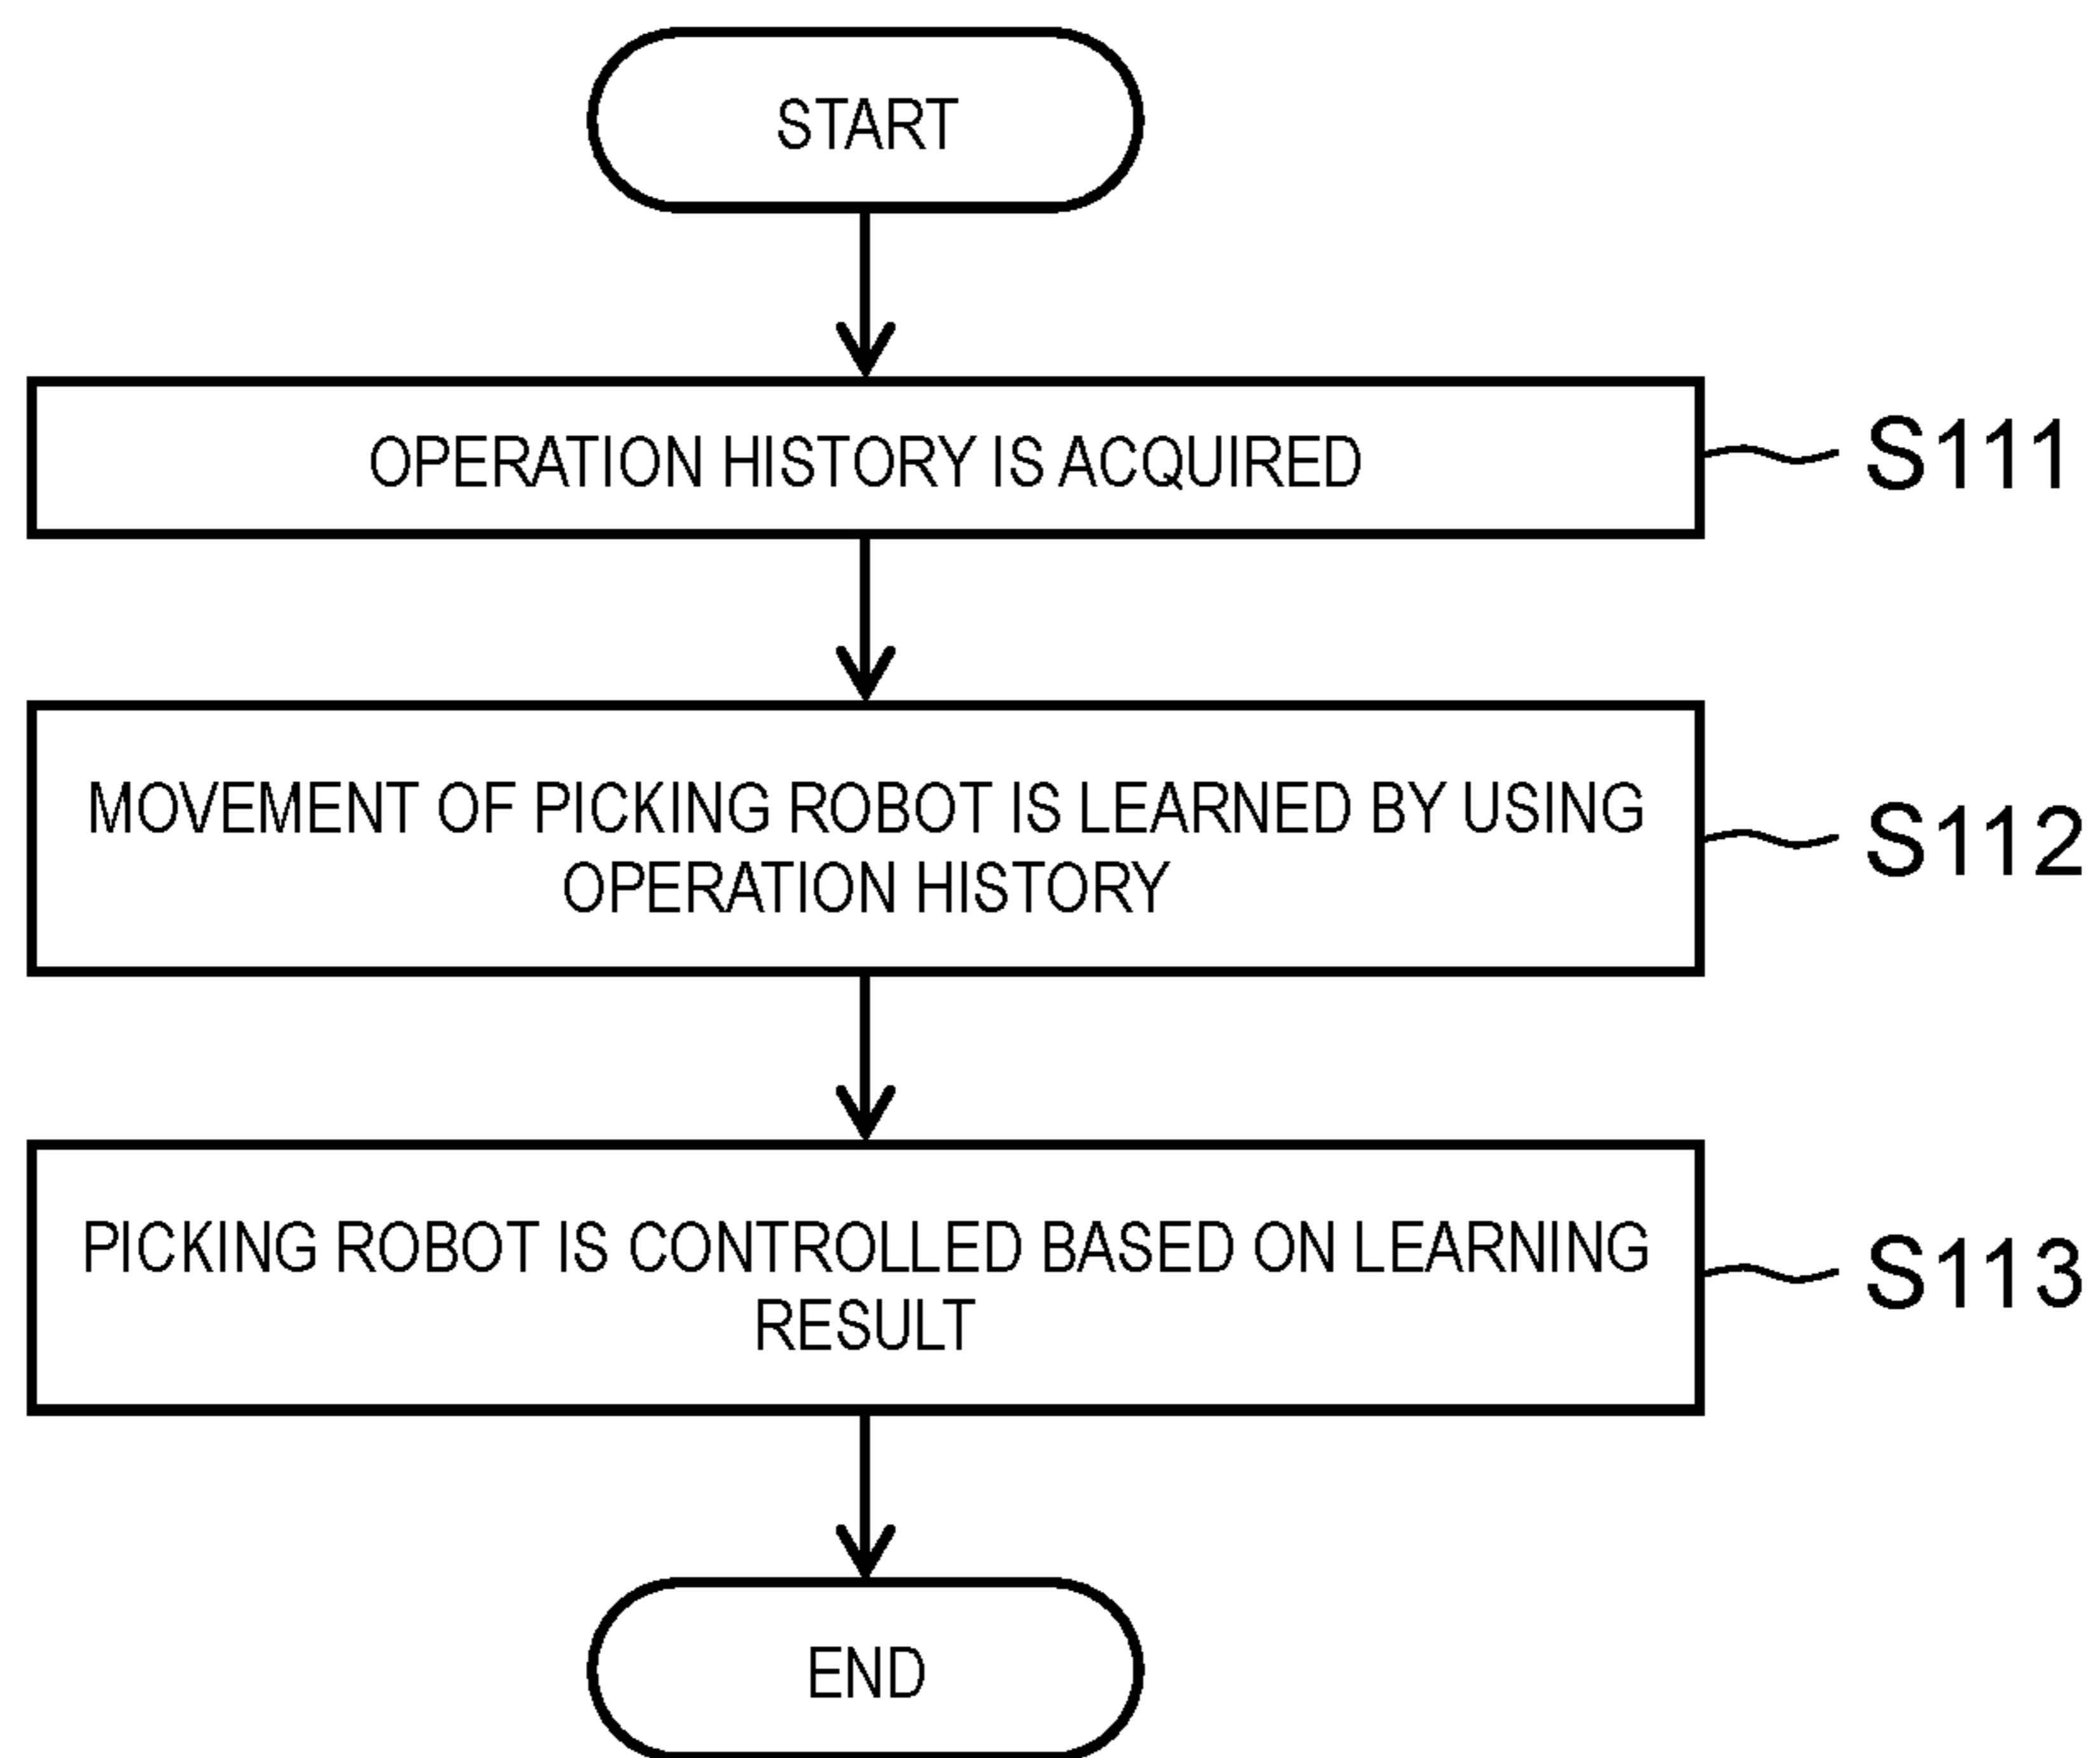 START
OPERATION HISTORY IS ACQUIRED
S111
MOVEMENT OF PICKING ROBOT IS LEARNED BY USING
OPERATION HISTORY
S112
PICKING ROBOT IS CONTROLLED BASED ON LEARNING
RESULT
S113
END